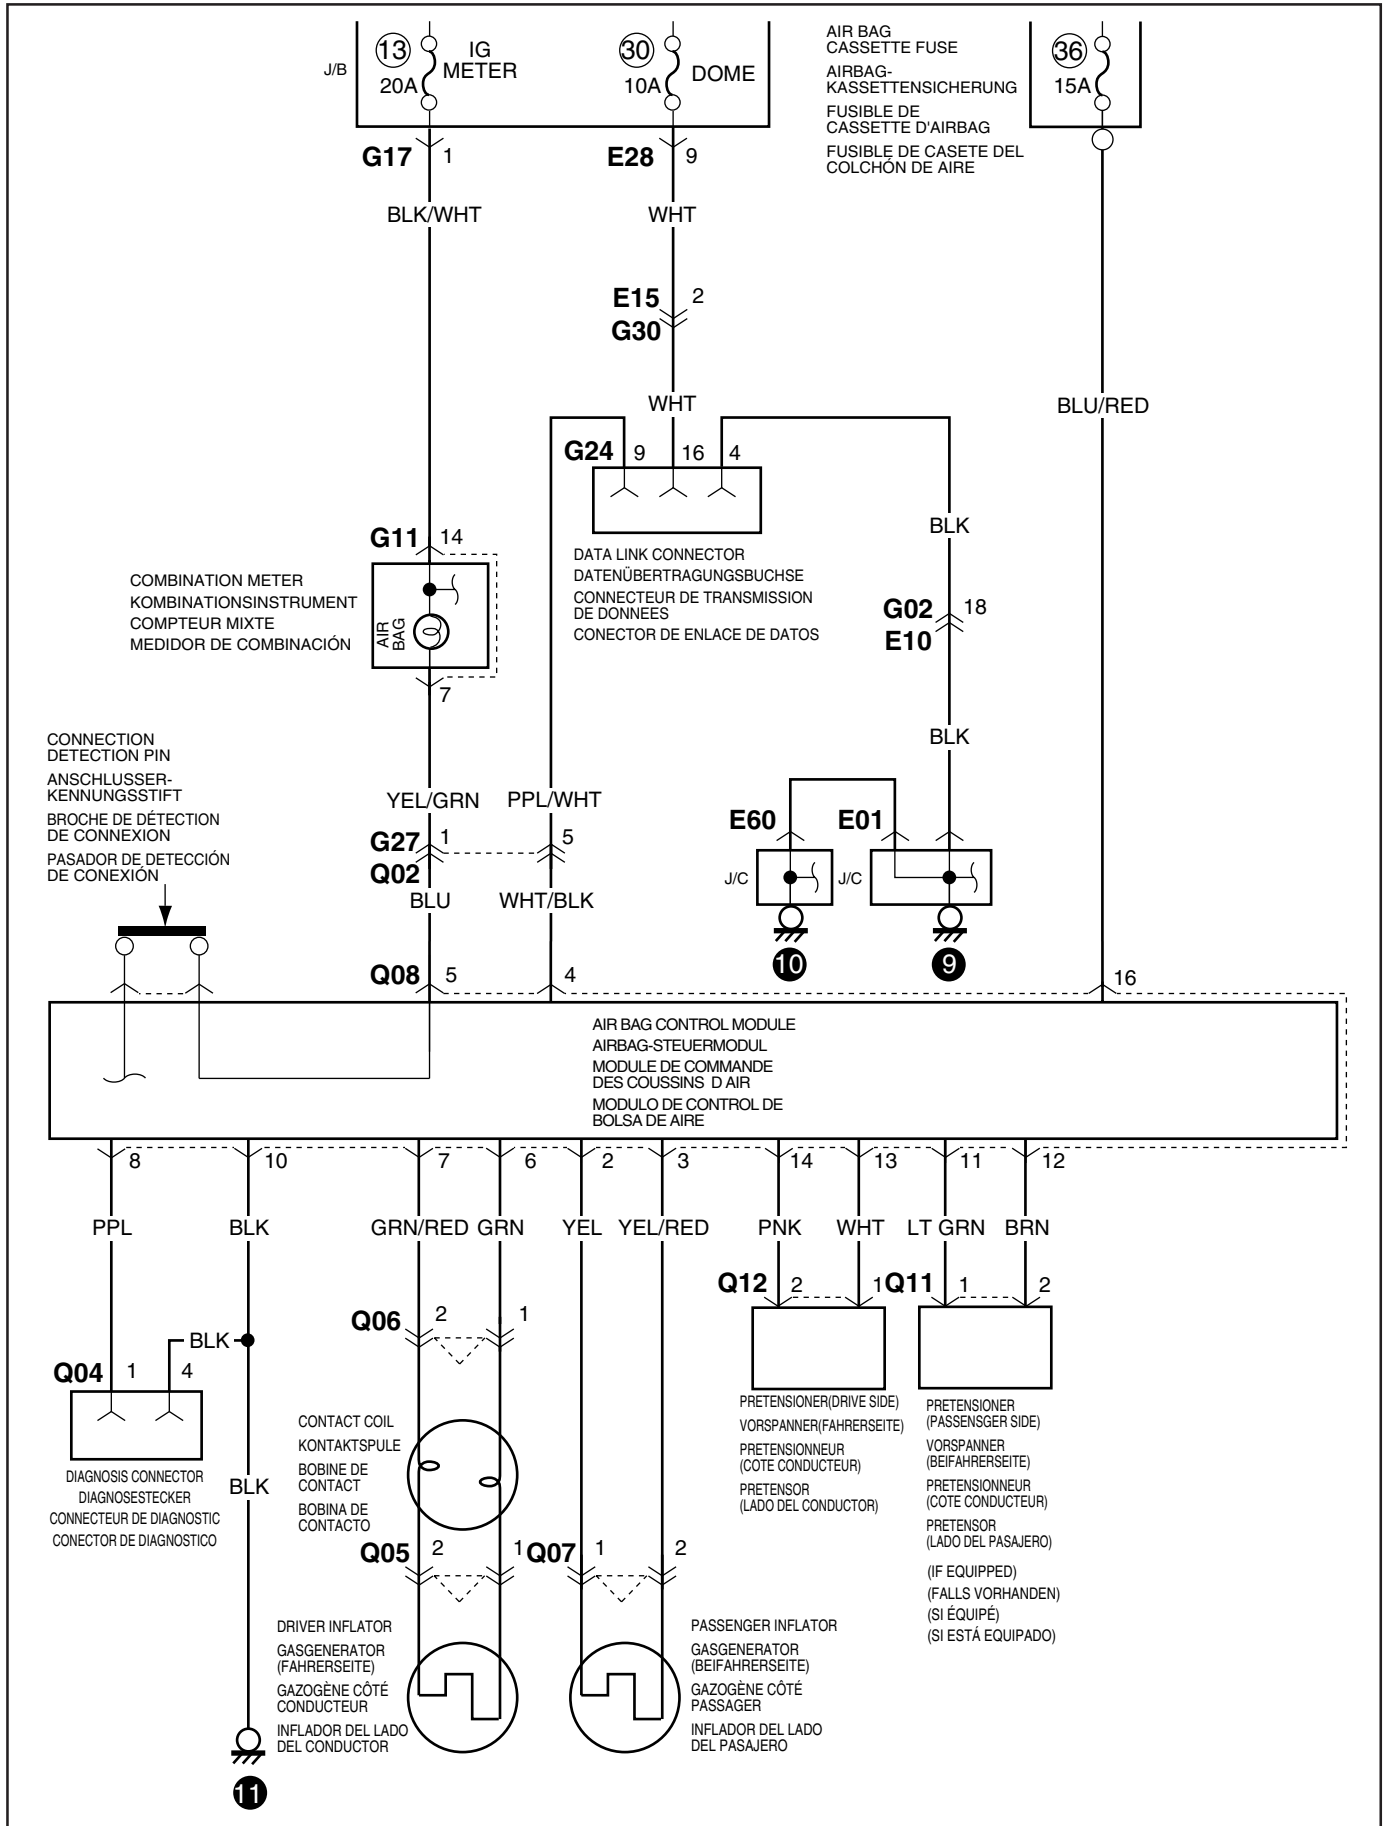 J/B
13
20A
IG
METER
30
10A
DOME
AIR BAG
CASSETTE FUSE
AIRBAG-
KASSETTENSICHERUNG
FUSIBLE DE
CASSETTE D'AIRBAG
FUSIBLE DE CASETE DEL
COLCHÓN DE AIRE
36
15A
G17 1
E28 9
BLK/WHT
WHT
E15 2
G30
WHT
BLU/RED
G24 9 16 4
BLK
G11 14
DATA LINK CONNECTOR
DATENÜBERTRAGUNGSBUCHSE
CONNECTEUR DE TRANSMISSION
DE DONNEES
CONECTOR DE ENLACE DE DATOS
COMBINATION METER
KOMBINATIONSINSTRUMENT
COMPTEUR MIXTE
MEDIDOR DE COMBINACIÓN
AIR
BAG
G02 18
E10
7
CONNECTION
DETECTION PIN
ANSCHLUSSER-
KENNUNGSSTIFT
BROCHE DE DÉTECTION
DE CONNEXION
PASADOR DE DETECCIÓN
DE CONEXIÓN
BLK
YEL/GRN PPL/WHT
G27 1 5
Q02
E60 E01
J/C J/C
BLU WHT/BLK
10 9
Q08 5 4 16
AIR BAG CONTROL MODULE
AIRBAG-STEUERMODUL
MODULE DE COMMANDE
DES COUSSINS D AIR
MODULO DE CONTROL DE
BOLSA DE AIRE
8 10 7 6 2 3 14 13 11 12
PPL BLK GRN/RED GRN YEL YEL/RED PNK WHT LT GRN BRN
Q12 2 1 Q11 1 2
Q06 2 1
BLK
Q04 1 4
PRETENSIONER(DRIVE SIDE)
VORSPANNER(FAHRERSEITE)
PRETENSIONNEUR
(COTE CONDUCTEUR)
PRETENSOR
(LADO DEL CONDUCTOR)
PRETENSIONER
(PASSENSGER SIDE)
VORSPANNER
(BEIFAHRERSEITE)
PRETENSIONNEUR
(COTE CONDUCTEUR)
PRETENSOR
(LADO DEL PASAJERO)
(IF EQUIPPED)
(FALLS VORHANDEN)
(SI ÉQUIPÉ)
(SI ESTÁ EQUIPADO)
CONTACT COIL
KONTAKTSPULE
BOBINE DE
CONTACT
BOBINA DE
CONTACTO
DIAGNOSIS CONNECTOR
DIAGNOSESTECKER
CONNECTEUR DE DIAGNOSTIC
CONECTOR DE DIAGNOSTICO
BLK
Q05 2 1 Q07 1 2
DRIVER INFLATOR
GASGENERATOR
(FAHRERSEITE)
GAZOGÈNE CÔTÉ
CONDUCTEUR
INFLADOR DEL LADO
DEL CONDUCTOR
PASSENGER INFLATOR
GASGENERATOR
(BEIFAHRERSEITE)
GAZOGÈNE CÔTÉ
PASSAGER
INFLADOR DEL LADO
DEL PASAJERO
11